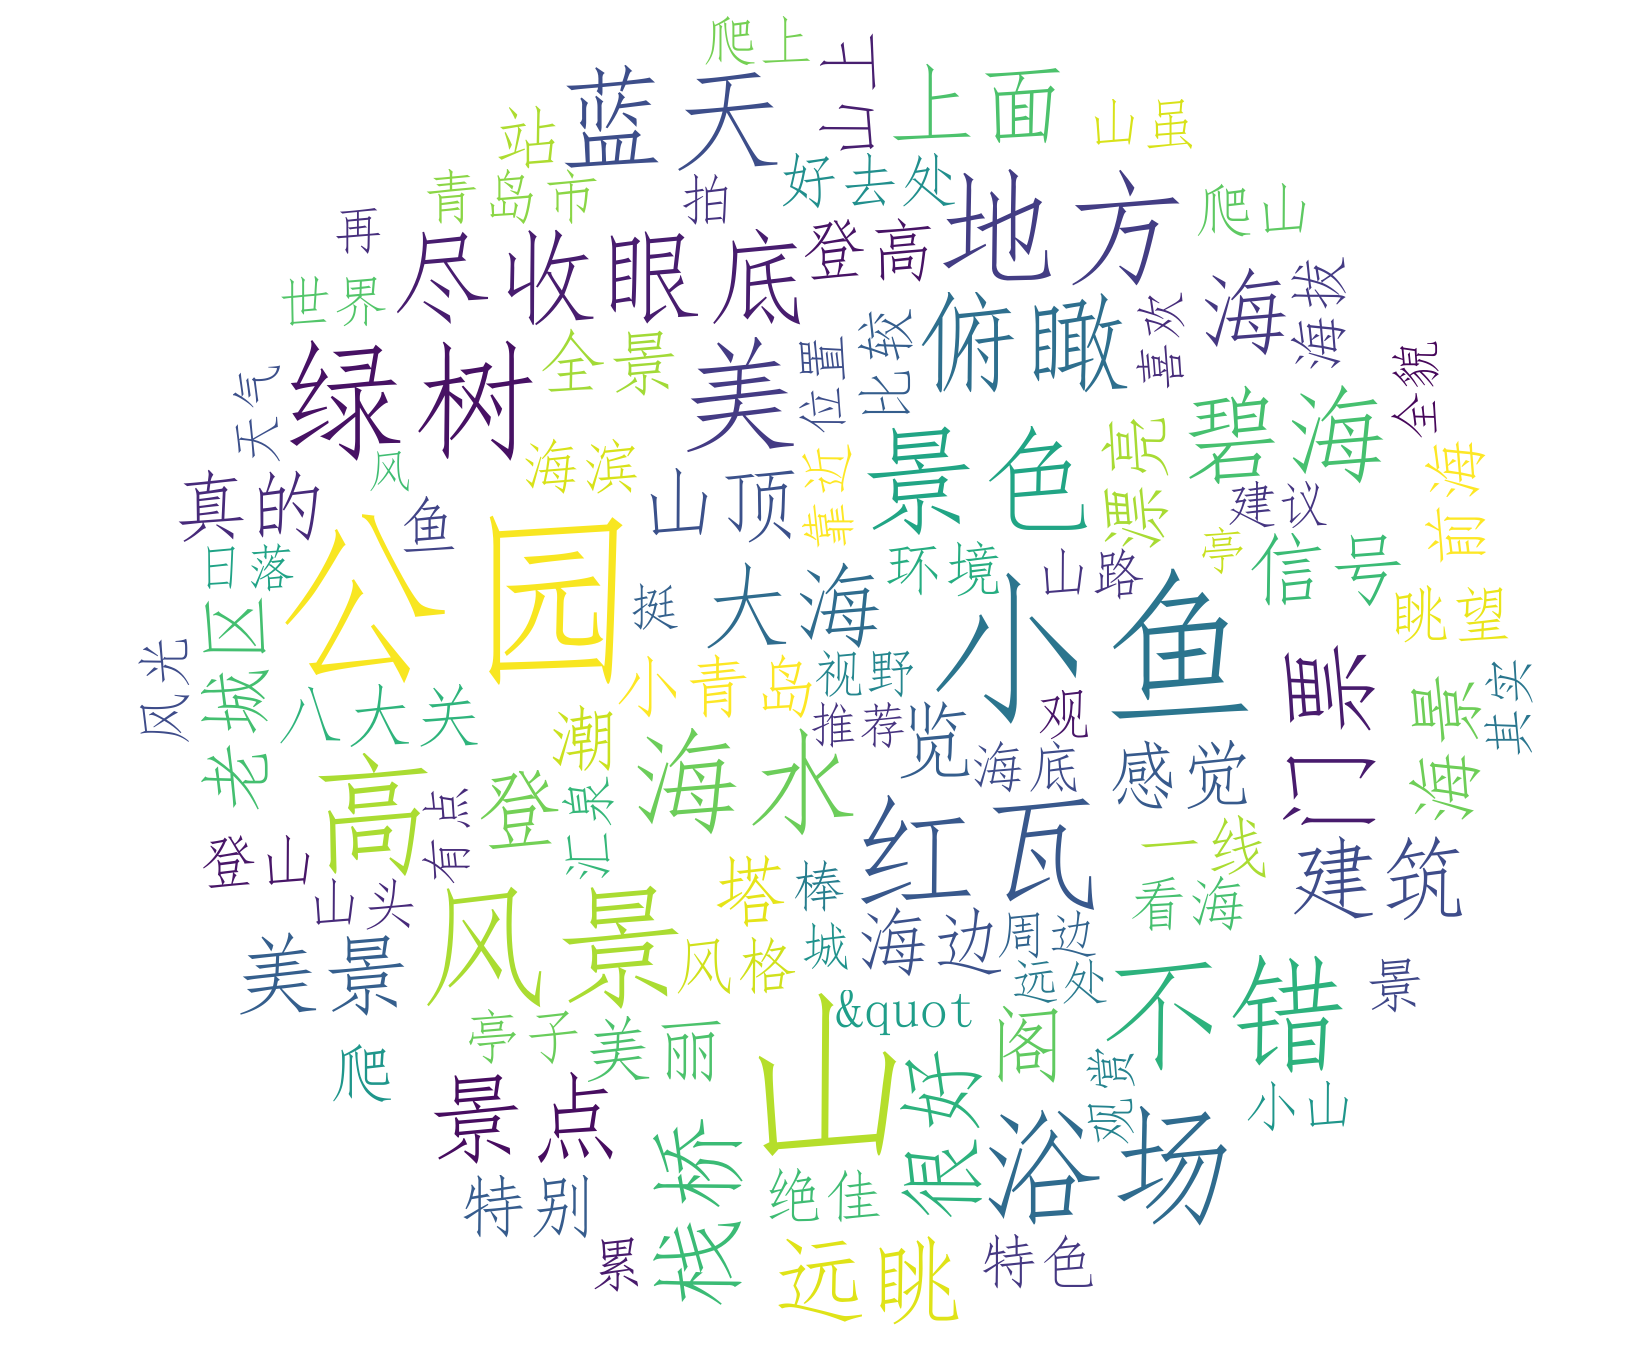 爬上
山上
蓝天
上面
山虽
站
青岛市
拍
好去处
地方
爬山
再
尽收眼底
登高
世界
全景
绿树
美
位置
比较
俯瞰
喜欢
海
海拔
天气
全貌
风
海滨
山顶
靠近
景色
漂亮
碧海
建议
前海
真的
鱼
公园
日落
挺
大海
环境
山路
亭
信号
眺望
老城区
风光
八大关
小青岛
视野
小鱼
推荐
览
观
海底
感觉
门票
海景
其实
潮
高
登
汇泉
海水
有点
登山
山头
红瓦
一线
建筑
塔
棒
看海
风景
风格
城
海边
周边
远处
美景
&quot
不错
景
亭子
美丽
阁
爬
景点
山
很好
观赏
小山
浴场
栈桥
绝佳
特别
累
远眺
特色